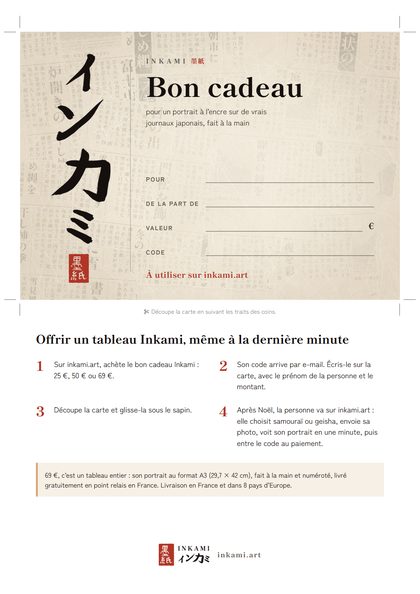 インカミ
墨紙
INKAMI 墨紙
Bon cadeau
pour un portrait à l'encre sur de vrais
journaux japonais, fait à la main
POUR
DE LA PART DE
VALEUR
€
CODE
À utiliser sur inkami.art
✂ Découpe la carte en suivant les traits des coins
Offrir un tableau Inkami, même à la dernière minute
1
Sur inkami.art, achète le bon cadeau Inkami :
25 €, 50 € ou 69 €.
2
Son code arrive par e-mail. Écris-le sur la
carte, avec le prénom de la personne et le
montant.
3
Découpe la carte et glisse-la sous le sapin.
4
Après Noël, la personne va sur inkami.art :
elle choisit samouraï ou geisha, envoie sa
photo, voit son portrait en une minute, puis
entre le code au paiement.
69 €, c'est un tableau entier : son portrait au format A3 (29,7 × 42 cm), fait à la main et numéroté, livré
gratuitement en point relais en France. Livraison en France et dans 8 pays d'Europe.
墨紙
INKAMI
インカミ
inkami.art